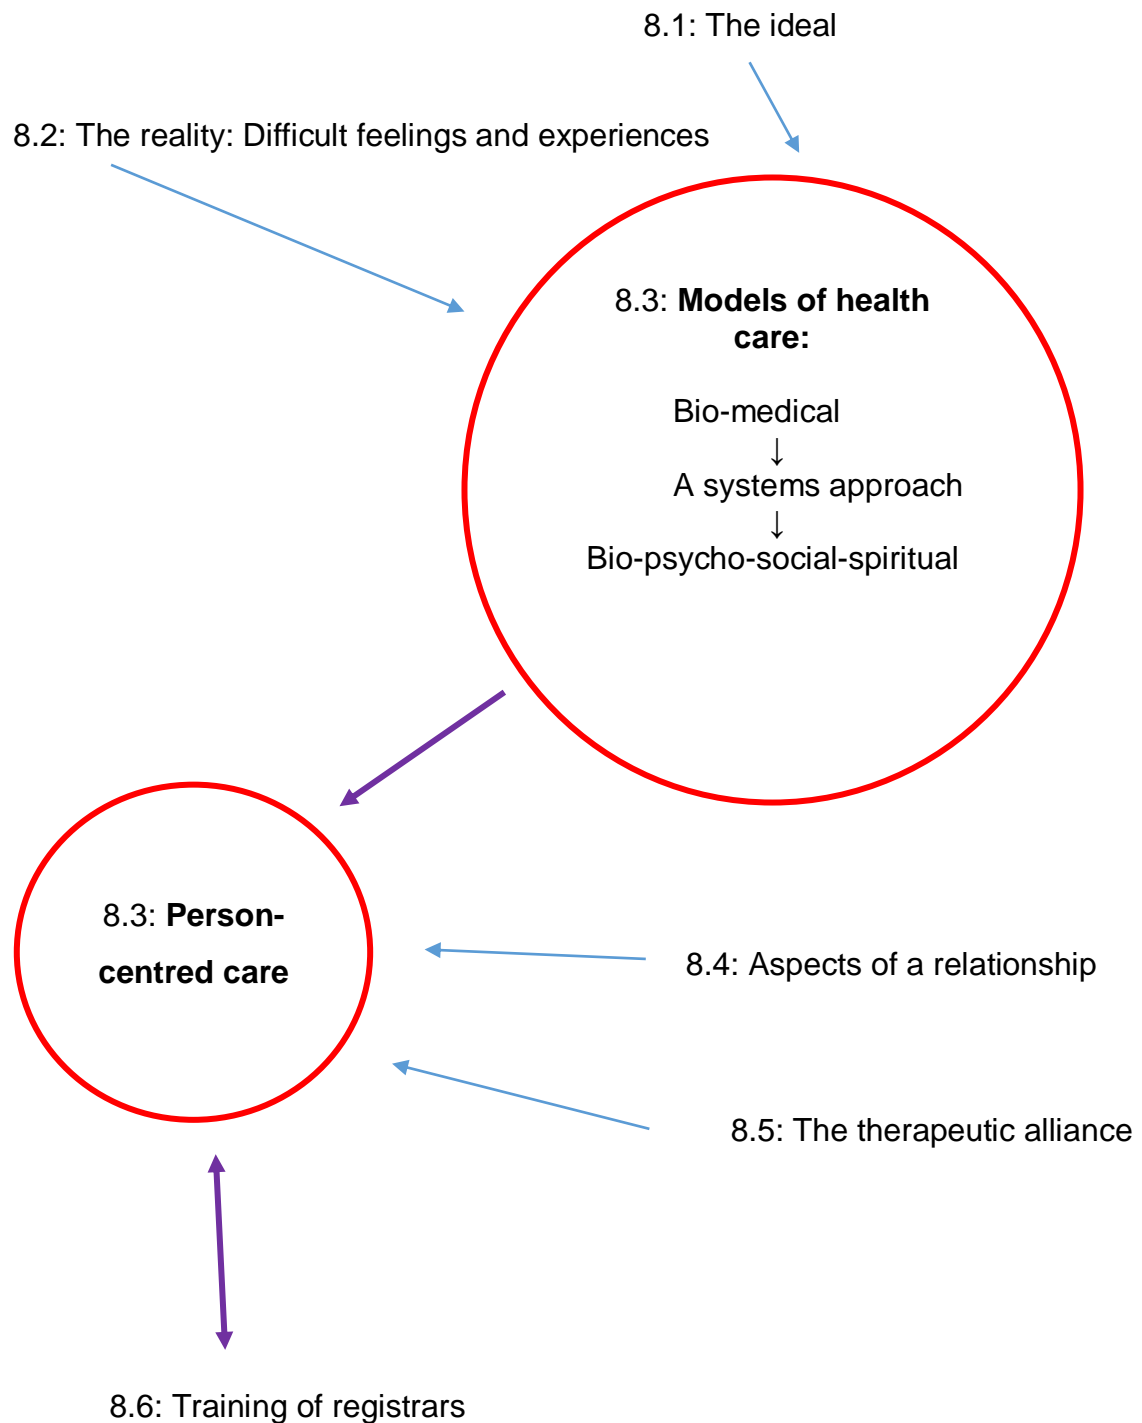 8.1: The ideal
8.2: The reality: Difficult feelings and experiences
8.3: Models of health
care:
Bio-medical
↓
A systems approach
↓
Bio-psycho-social-spiritual
8.3: Person-
centred care
8.4: Aspects of a relationship
8.5: The therapeutic alliance
8.6: Training of registrars